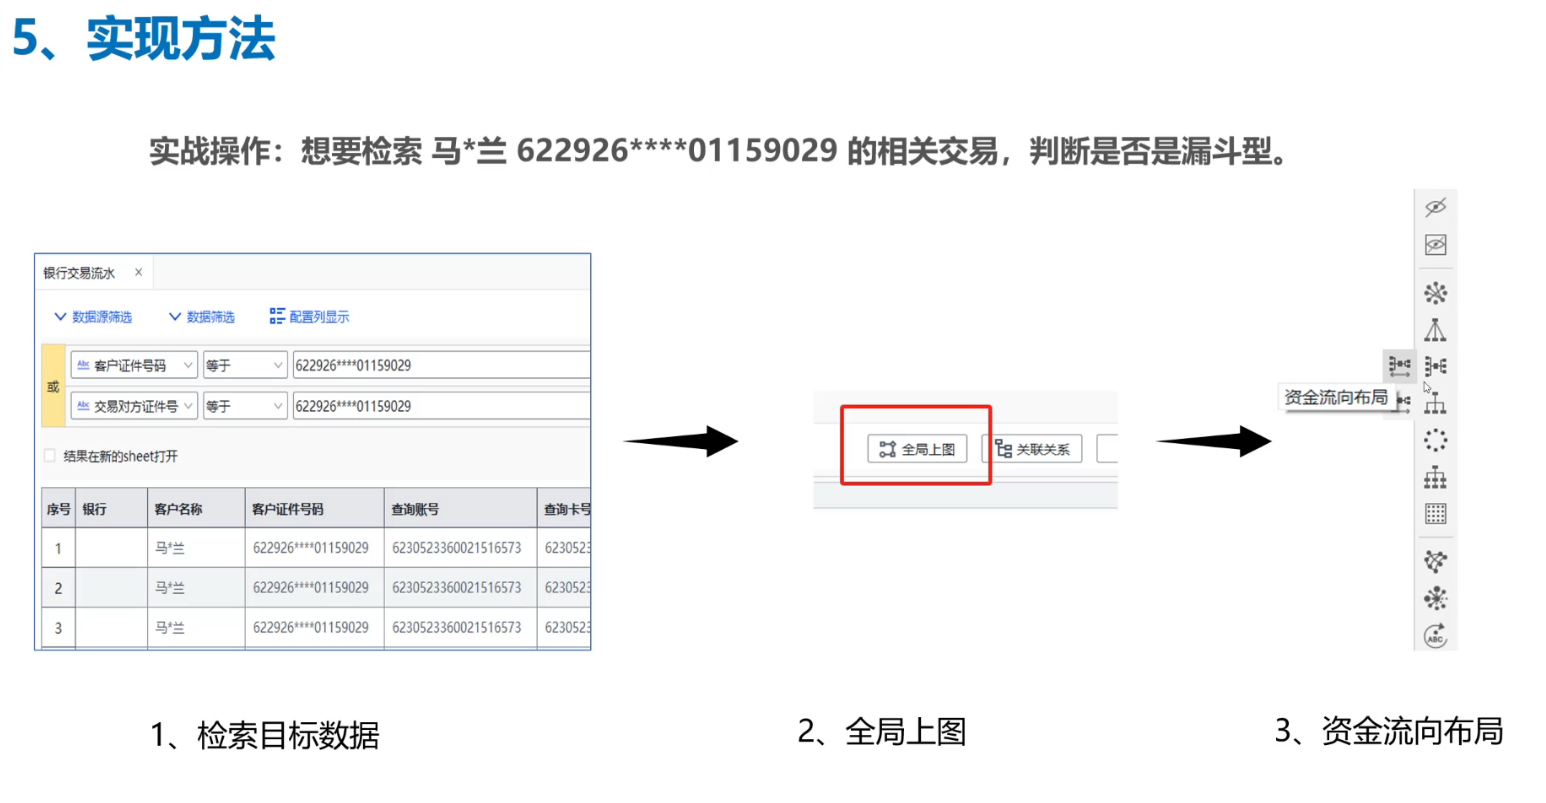 5、实现方法
实战操作：想要检索 马*兰 622926****01159029 的相关交易，判断是否是漏斗型。
银行交易流水 ×
数据源筛选 数据筛选 配置列显示
或
Abc 客户证件号码 等于 622926****01159029
Abc 交易对方证件号 等于 622926****01159029
结果在新的sheet打开
序号 银行 客户名称 客户证件号码 查询账号 查询卡号
1 马*兰 622926****01159029 6230523360021516573 6230523
2 马*兰 622926****01159029 6230523360021516573 6230523
3 马*兰 622926****01159029 6230523360021516573 6230523
全局上图 关联关系
资金流向布局
ABC
1、检索目标数据
2、全局上图
3、资金流向布局